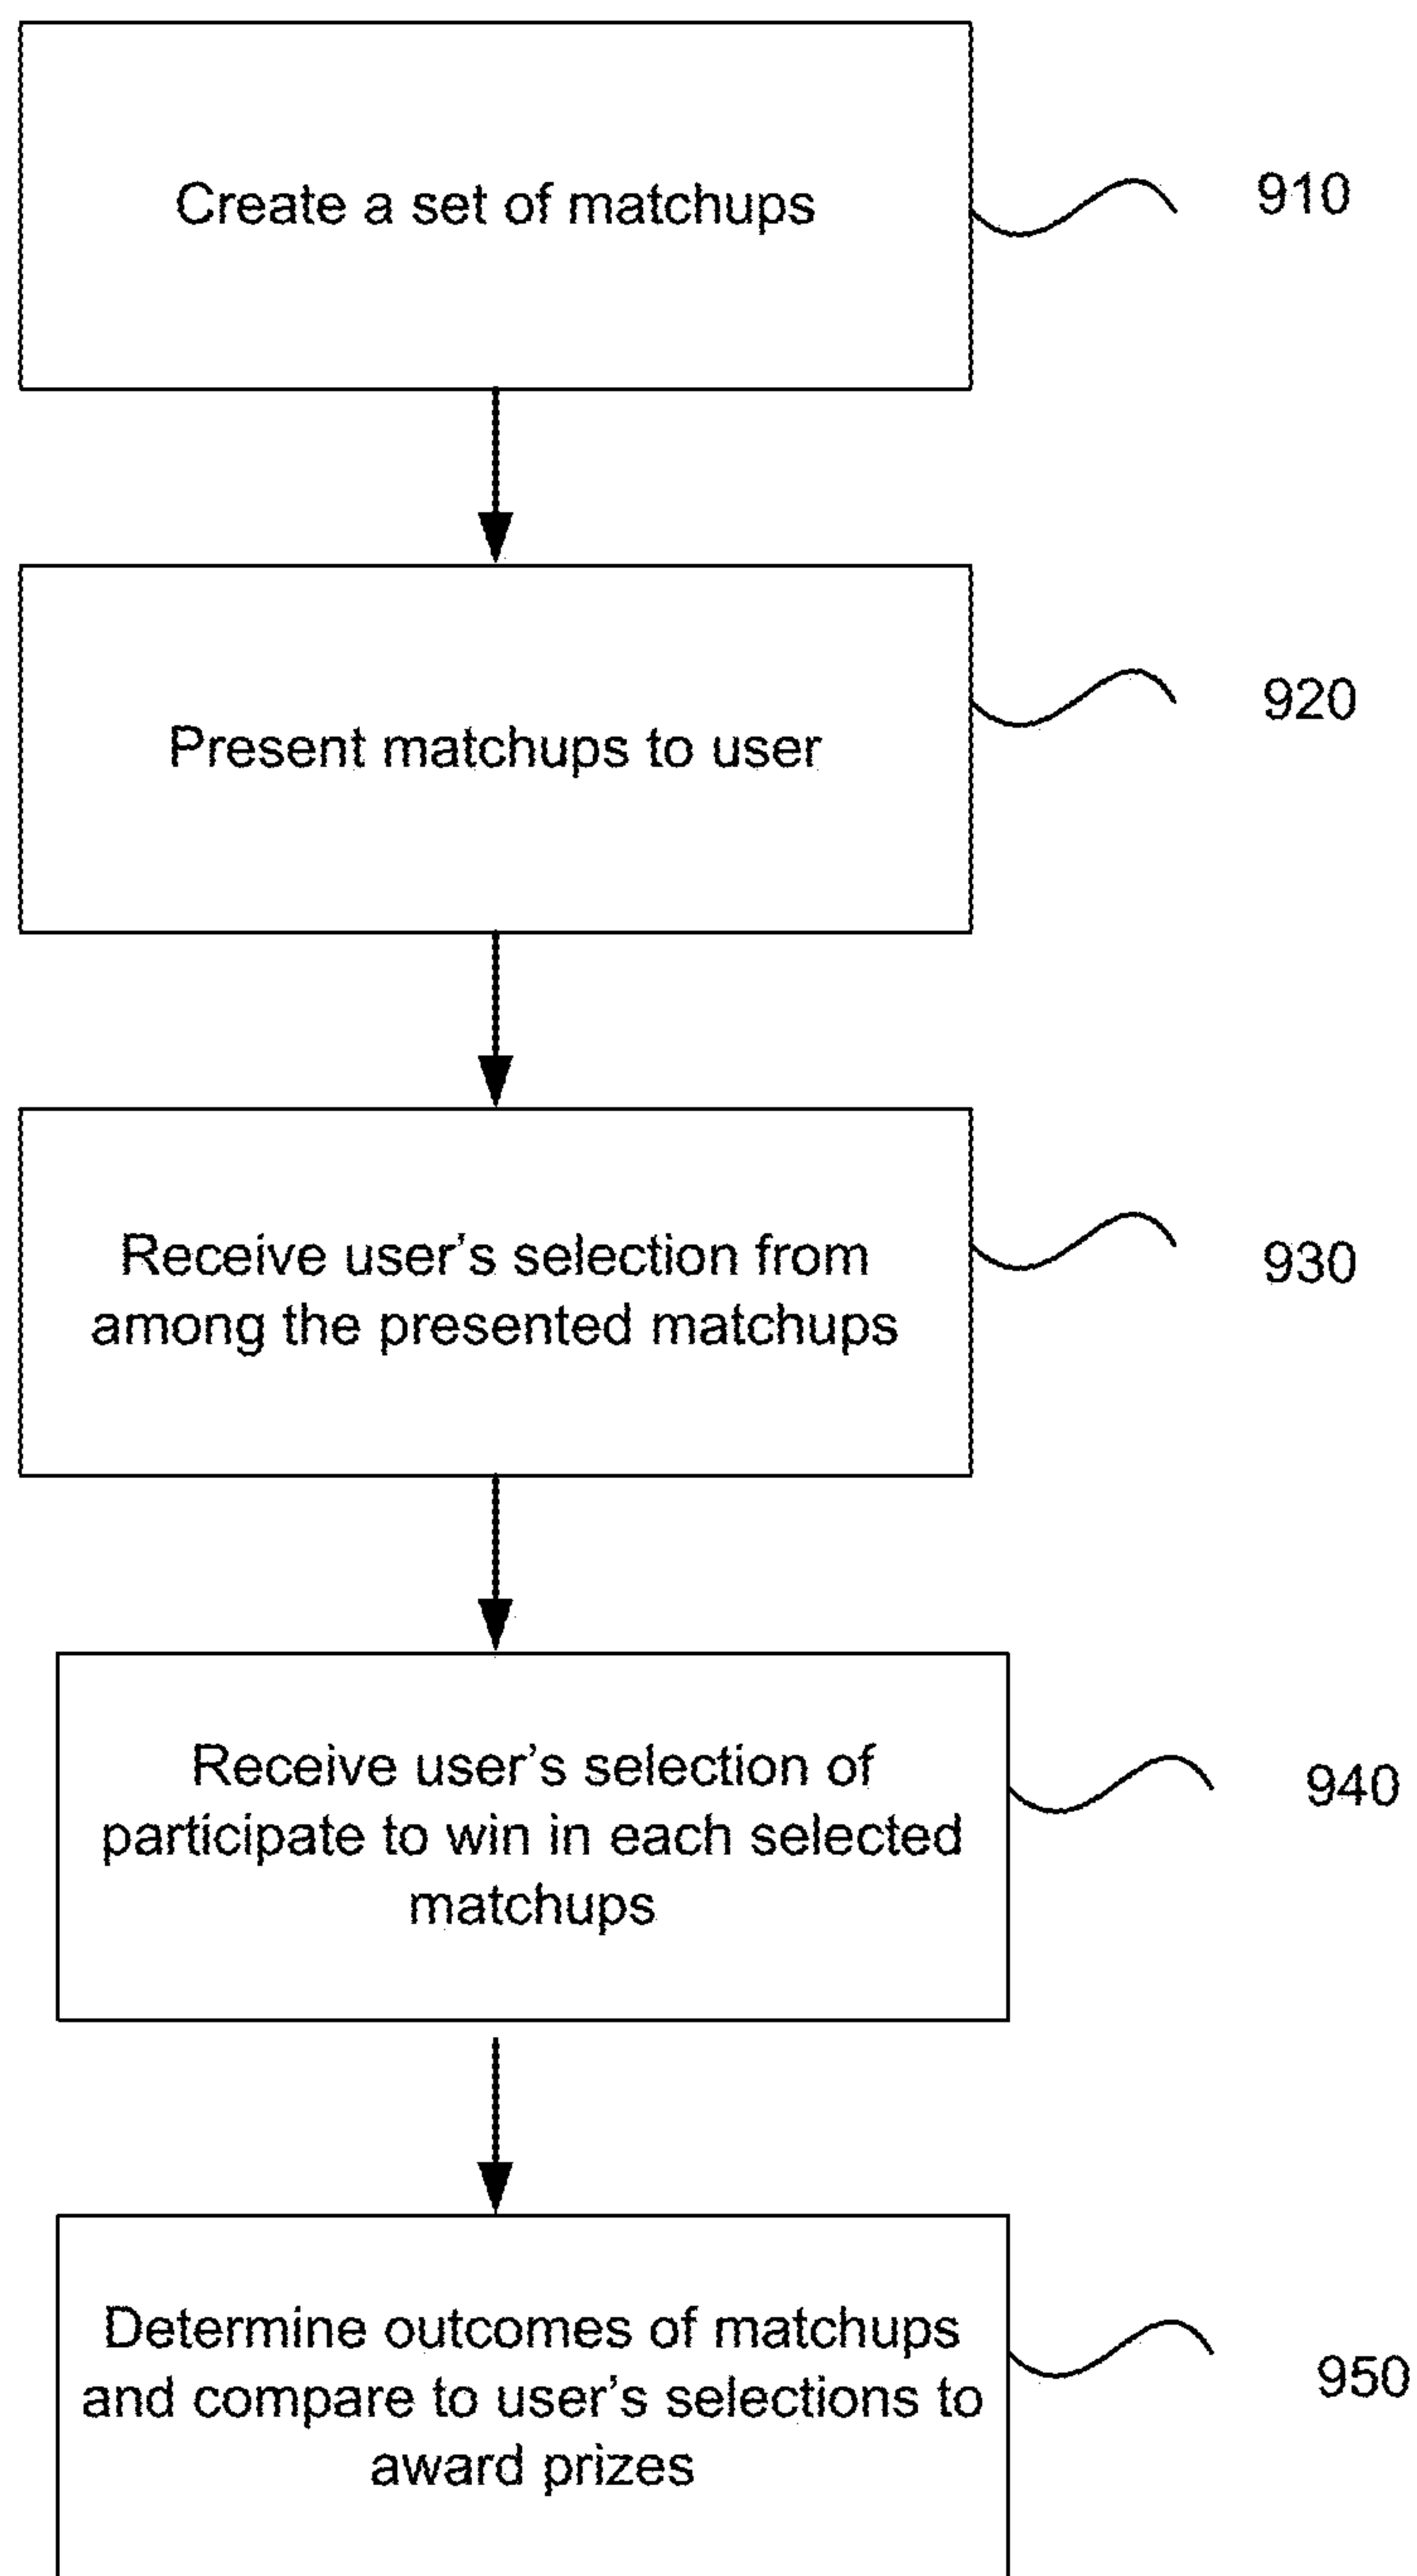 Create a set of matchups
910
Present matchups to user
920
Receive user's selection from
among the presented matchups
930
Receive user's selection of
participate to win in each selected
matchups
940
Determine outcomes of matchups
and compare to user's selections to
award prizes
950